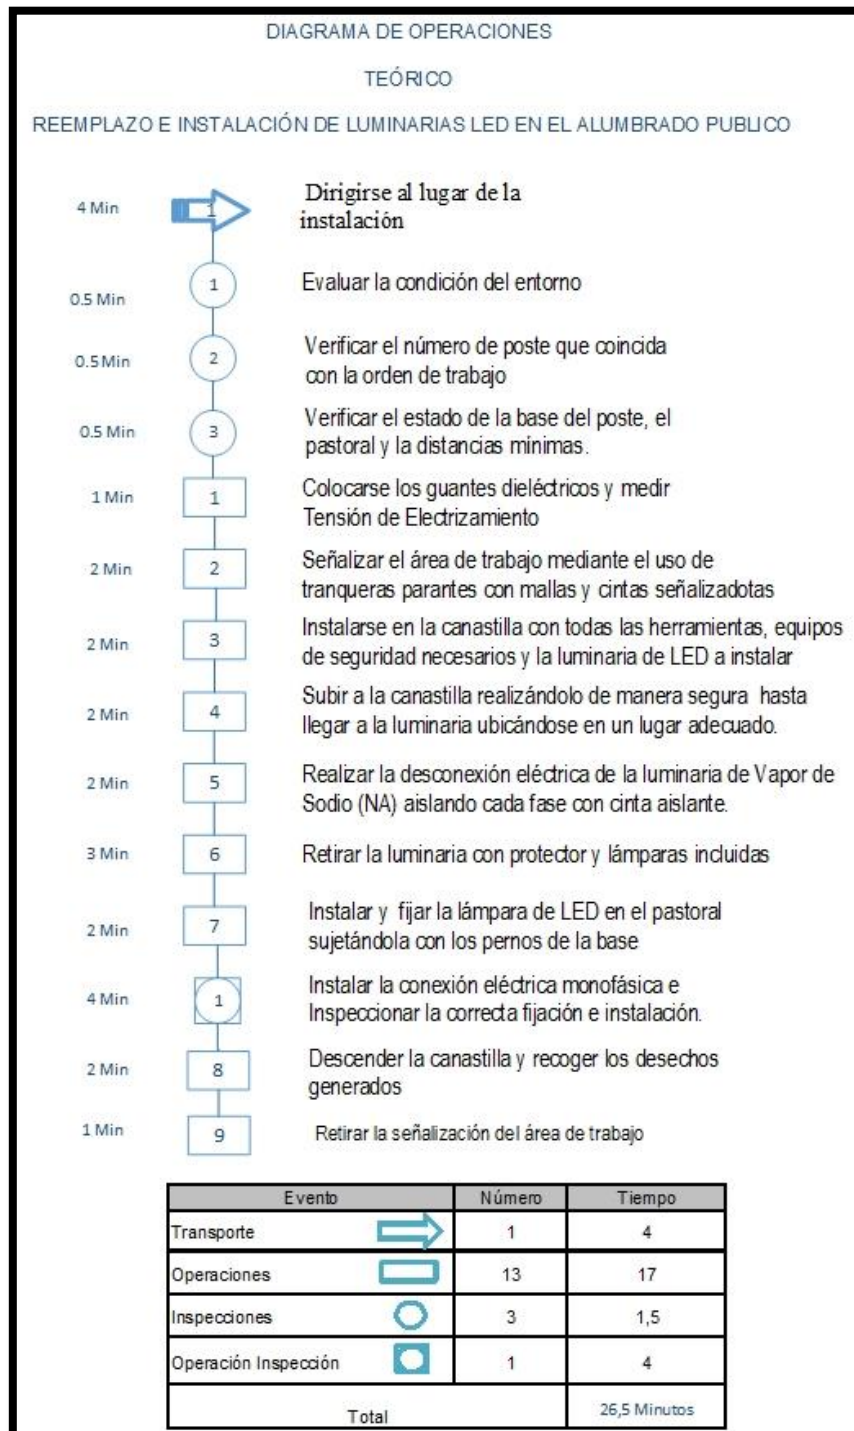 DIAGRAMA DE OPERACIONES
TEÓRICO
REEMPLAZO E INSTALACIÓN DE LUMINARIAS LED EN EL ALUMBRADO PUBLICO
4 Min 1 Dirigirse al lugar de la
instalación
0.5 Min 1 Evaluar la condición del entorno
0.5Min 2 Verificar el número de poste que coincida
con la orden de trabajo
0.5 Min 3 Verificar el estado de la base del poste, el
pastoral y la distancias mínimas.
1 Min 1 Colocarse los guantes dieléctricos y medir
Tensión de Electrizamiento
2 Min 2 Señalizar el área de trabajo mediante el uso de
tranqueras parantes con mallas y cintas señalizadotas
2 Min 3 Instalarse en la canastilla con todas las herramientas, equipos
de seguridad necesarios y la luminaria de LED a instalar
2 Min 4 Subir a la canastilla realizándolo de manera segura hasta
llegar a la luminaria ubicándose en un lugar adecuado.
2 Min 5 Realizar la desconexión eléctrica de la luminaria de Vapor de
Sodio (NA) aislando cada fase con cinta aislante.
3 Min 6 Retirar la luminaria con protector y lámparas incluidas
2 Min 7 Instalar y fijar la lámpara de LED en el pastoral
sujetándola con los pernos de la base
4 Min 1 Instalar la conexión eléctrica monofásica e
Inspeccionar la correcta fijación e instalación.
2 Min 8 Descender la canastilla y recoger los desechos
generados
1 Min 9 Retirar la señalización del área de trabajo
Evento Número Tiempo
Transporte 1 4
Operaciones 13 17
Inspecciones 3 1,5
Operación Inspección 1 4
Total 26,5 Minutos